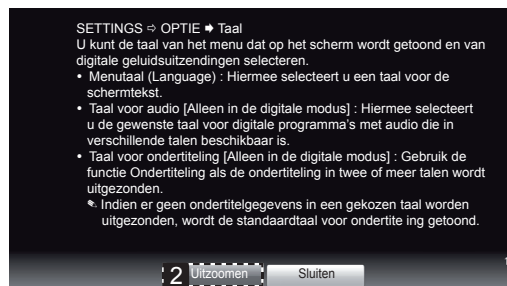 SETTINGS ⇨ OPTIE ➧ Taal
U kunt de taal van het menu dat op het scherm wordt getoond en van
digitale geluidsuitzendingen selecteren.
• Menutaal (Language) : Hiermee selecteert u een taal voor de
schermtekst.
• Taal voor audio [Alleen in de digitale modus] : Hiermee selecteert
u de gewenste taal voor digitale programma's met audio die in
verschillende talen beschikbaar is.
• Taal voor ondertiteling [Alleen in de digitale modus] : Gebruik de
functie Ondertiteling als de ondertiteling in twee of meer talen wordt
uitgezonden.
✎ Indien er geen ondertitelgegevens in een gekozen taal worden
uitgezonden, wordt de standaardtaal voor ondertite ing getoond.
2 Uitzoomen Sluiten